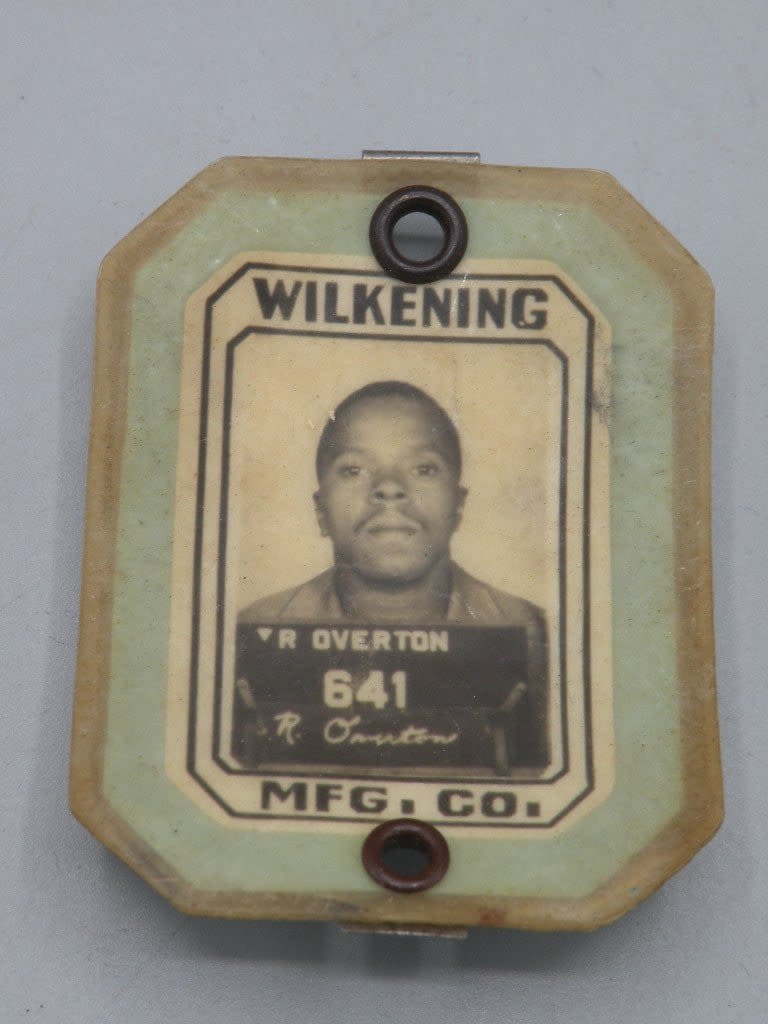 WILKENING
R OVERTON
641
R. Overton
MFG. CO.